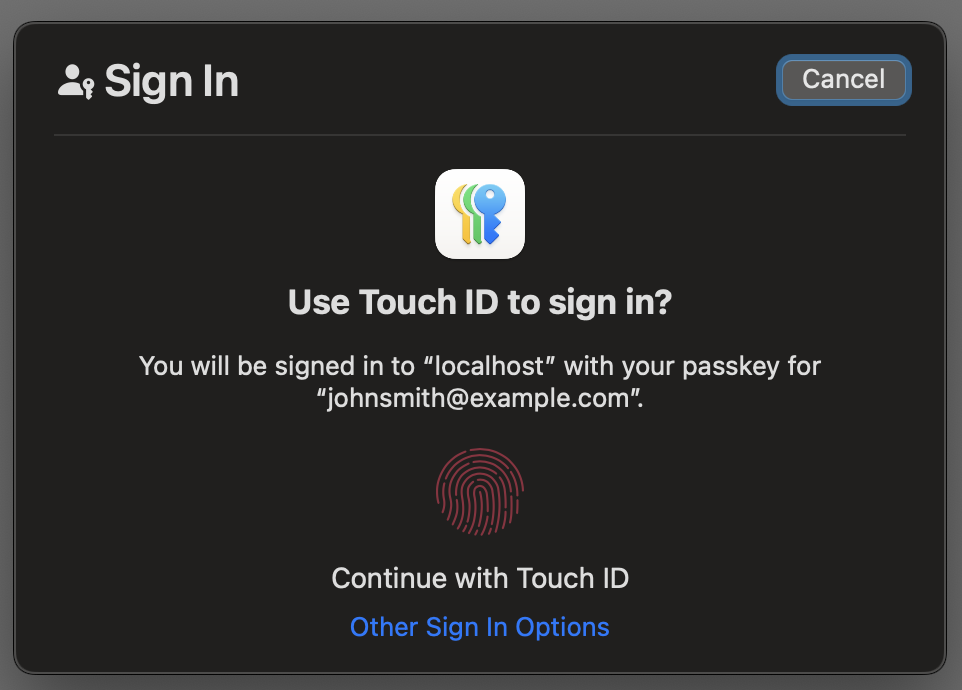 Sign In
Cancel
Use Touch ID to sign in?
You will be signed in to “localhost” with your passkey for
“johnsmith@example.com”.
Continue with Touch ID
Other Sign In Options